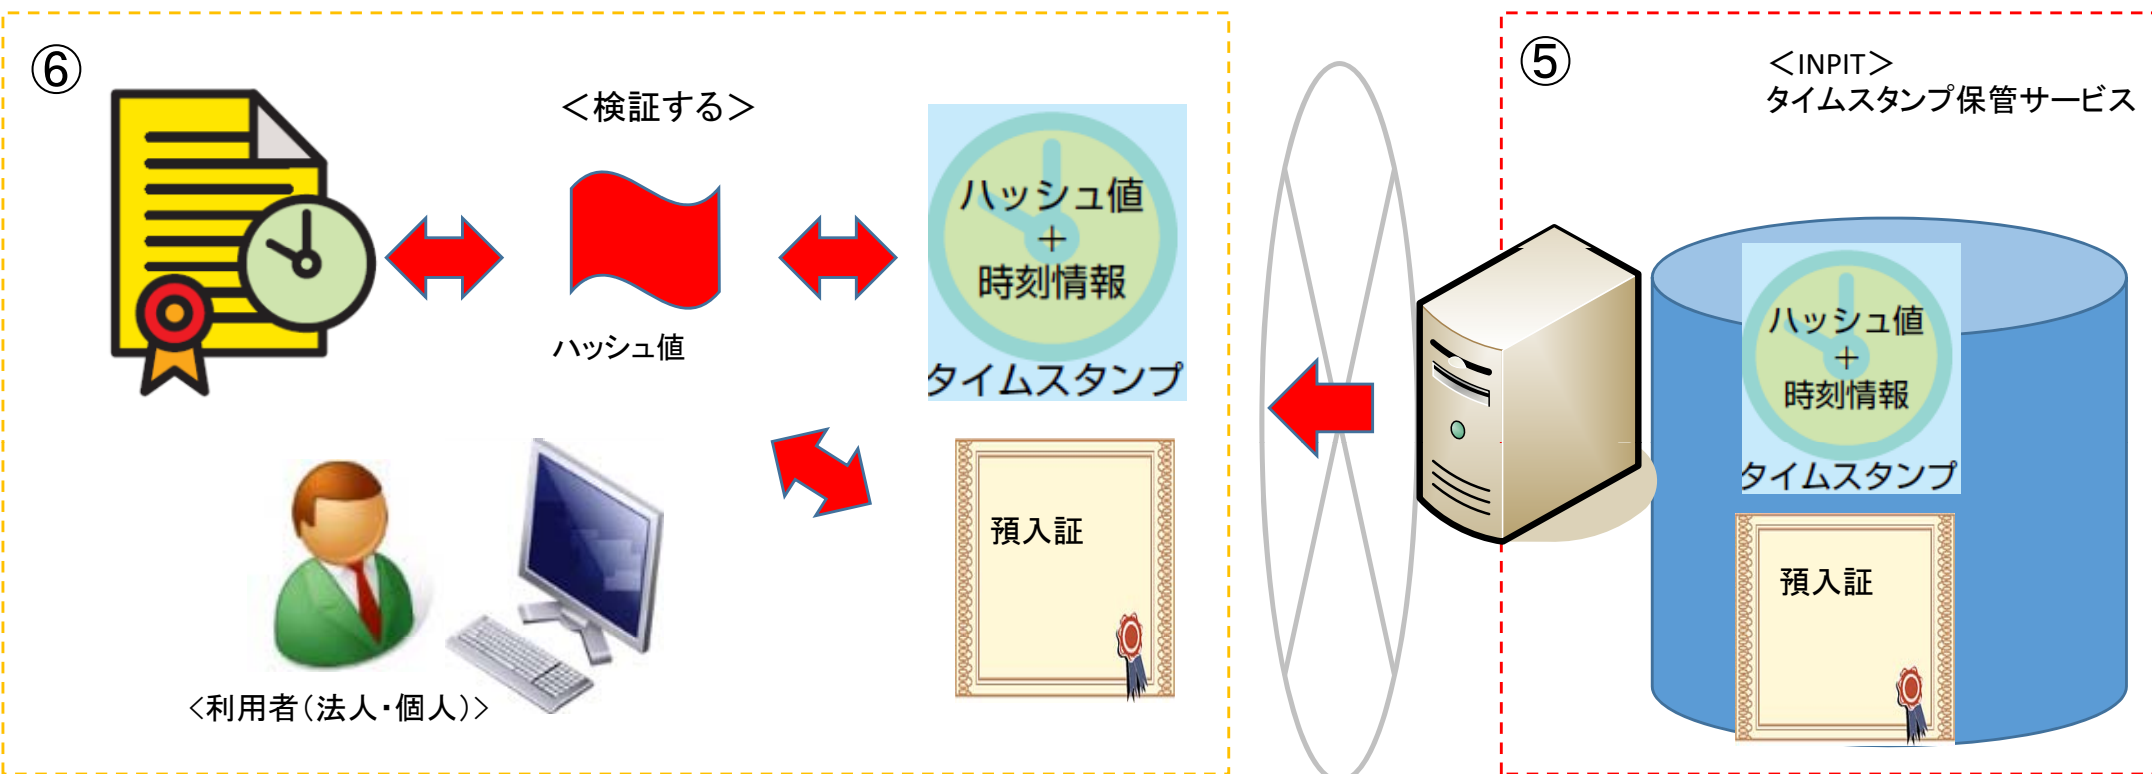 ⑥
＜検証する＞
ハッシュ値
＋
時刻情報
タイムスタンプ
ハッシュ値
預入証
<利用者（法人・個人）>
⑤
＜INPIT＞
タイムスタンプ保管サービス
ハッシュ値
＋
時刻情報
タイムスタンプ
預入証